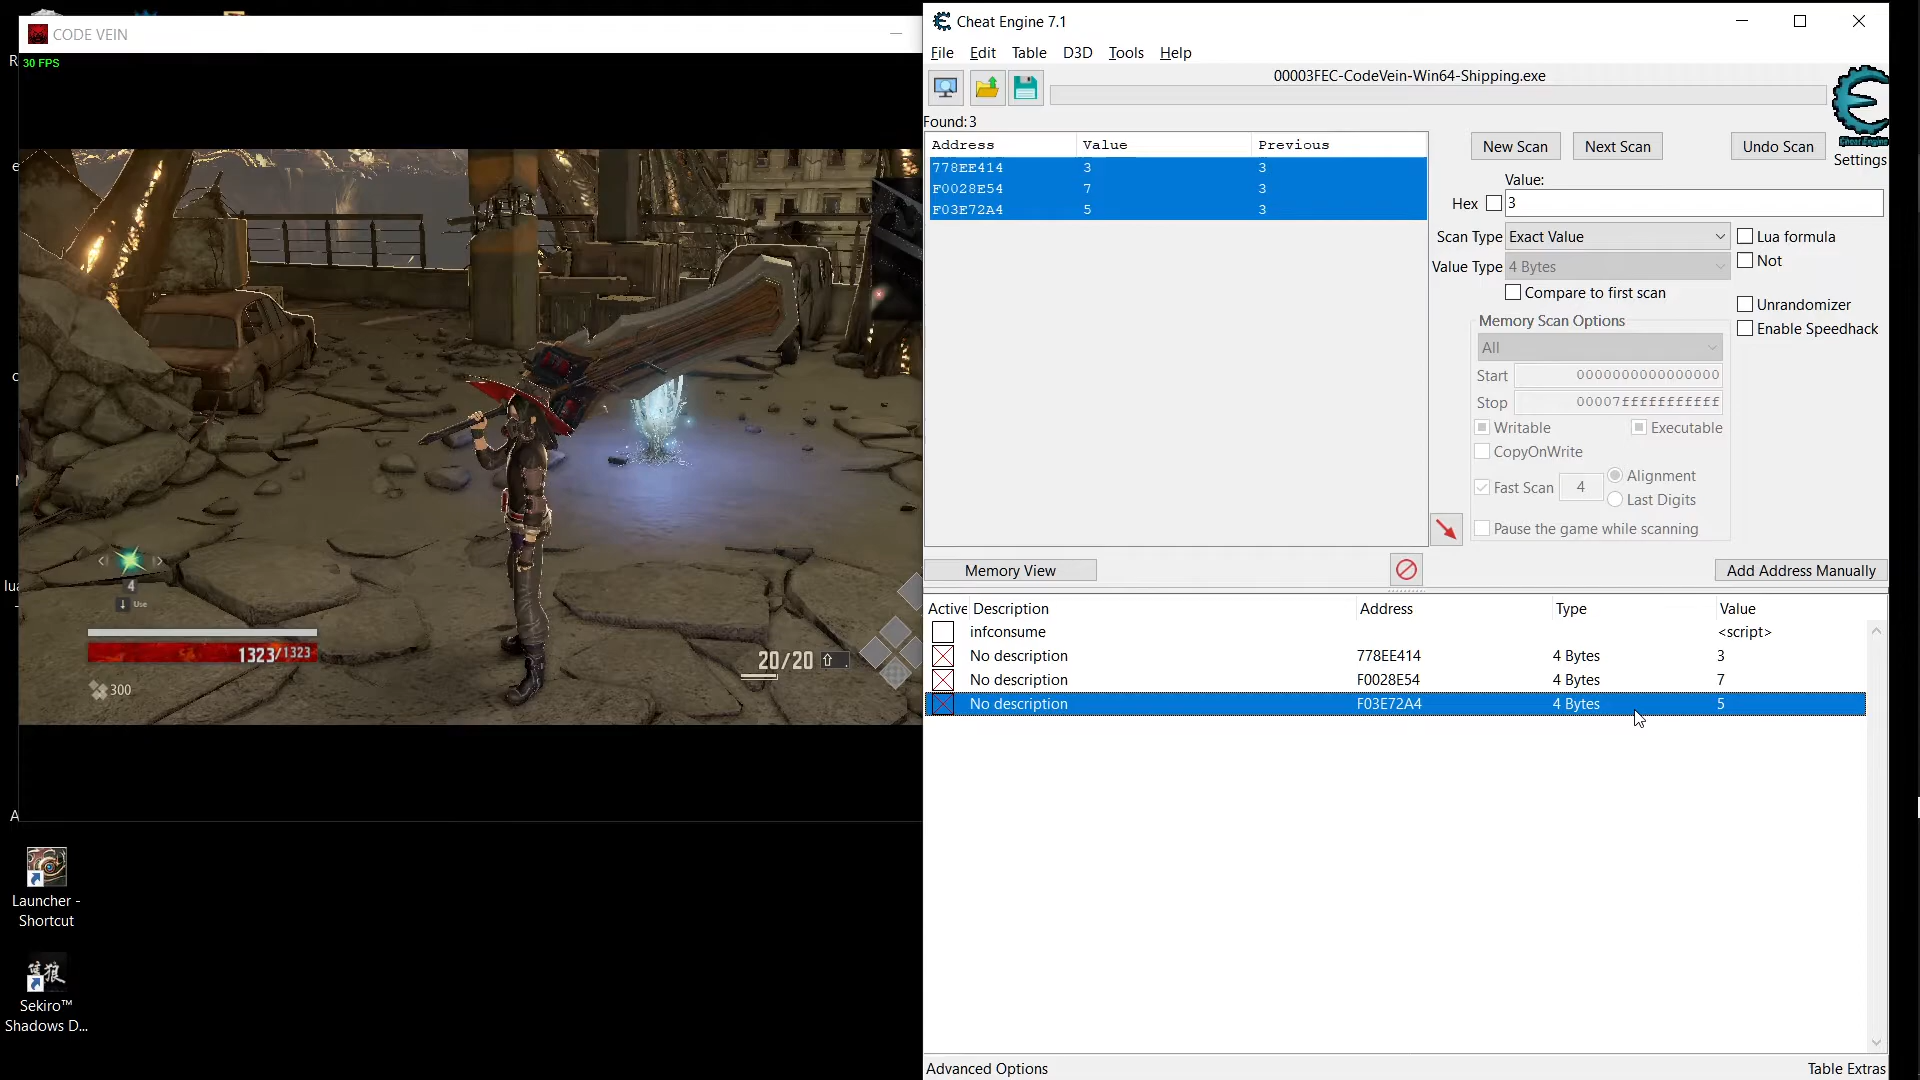 CODE VEIN
30 FPS
1323/1323
300
4
Use
20/20
Launcher -
Shortcut
Sekiro™
Shadows D...
Cheat Engine 7.1
File Edit Table D3D Tools Help
00003FEC-CodeVein-Win64-Shipping.exe
Found:3
Address Value Previous
778EE414 3 3
F0028E54 7 3
F03E72A4 5 3
New Scan Next Scan Undo Scan
Cheat Engine
Settings
Value:
Hex 3
Scan Type Exact Value Lua formula
Value Type 4 Bytes Not
Compare to first scan
Unrandomizer
Memory Scan Options
Enable Speedhack
All
Start 0000000000000000
Stop 00007fffffffffff
Writable Executable
CopyOnWrite
Fast Scan 4 Alignment
Last Digits
Pause the game while scanning
Memory View Add Address Manually
Active Description Address Type Value
infconsume <script>
No description 778EE414 4 Bytes 3
No description F0028E54 4 Bytes 7
No description F03E72A4 4 Bytes 5
Advanced Options Table Extras